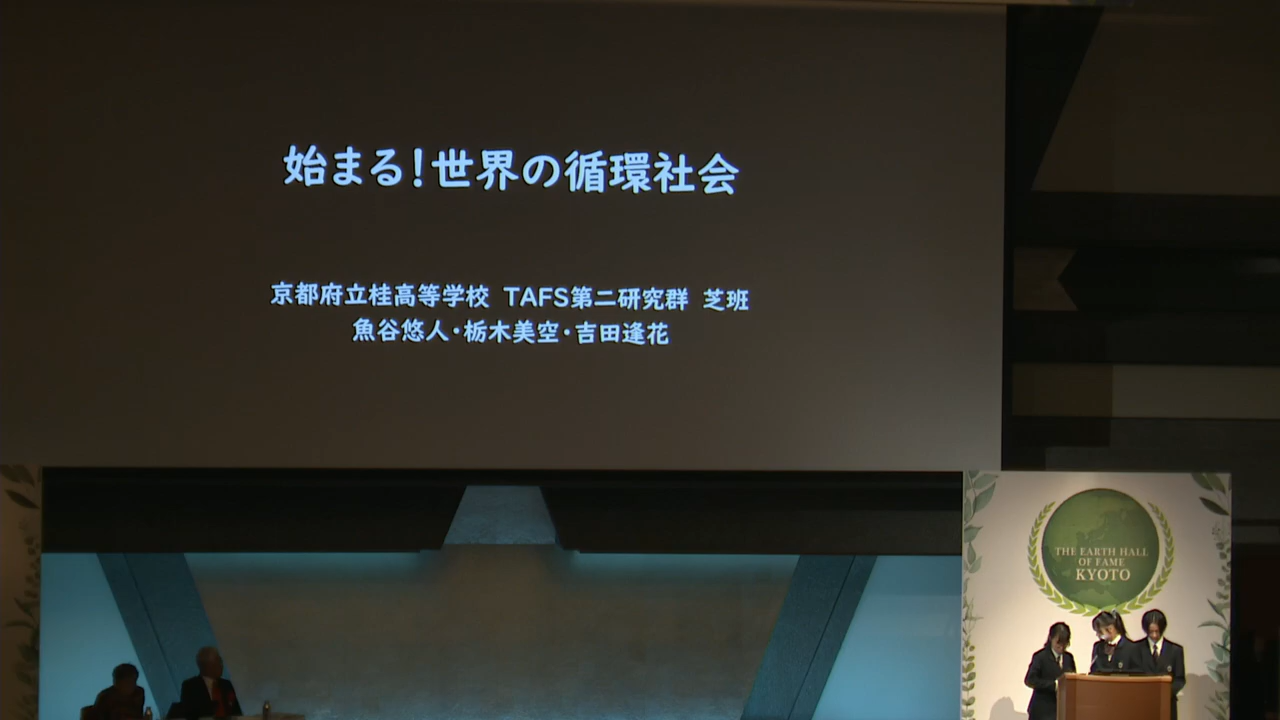 始まる！世界の循環社会
京都府立桂高等学校 TAFS第二研究群 芝班
魚谷悠人・栃木美空・吉田逢花
THE EARTH HALL
OF FAME
KYOTO